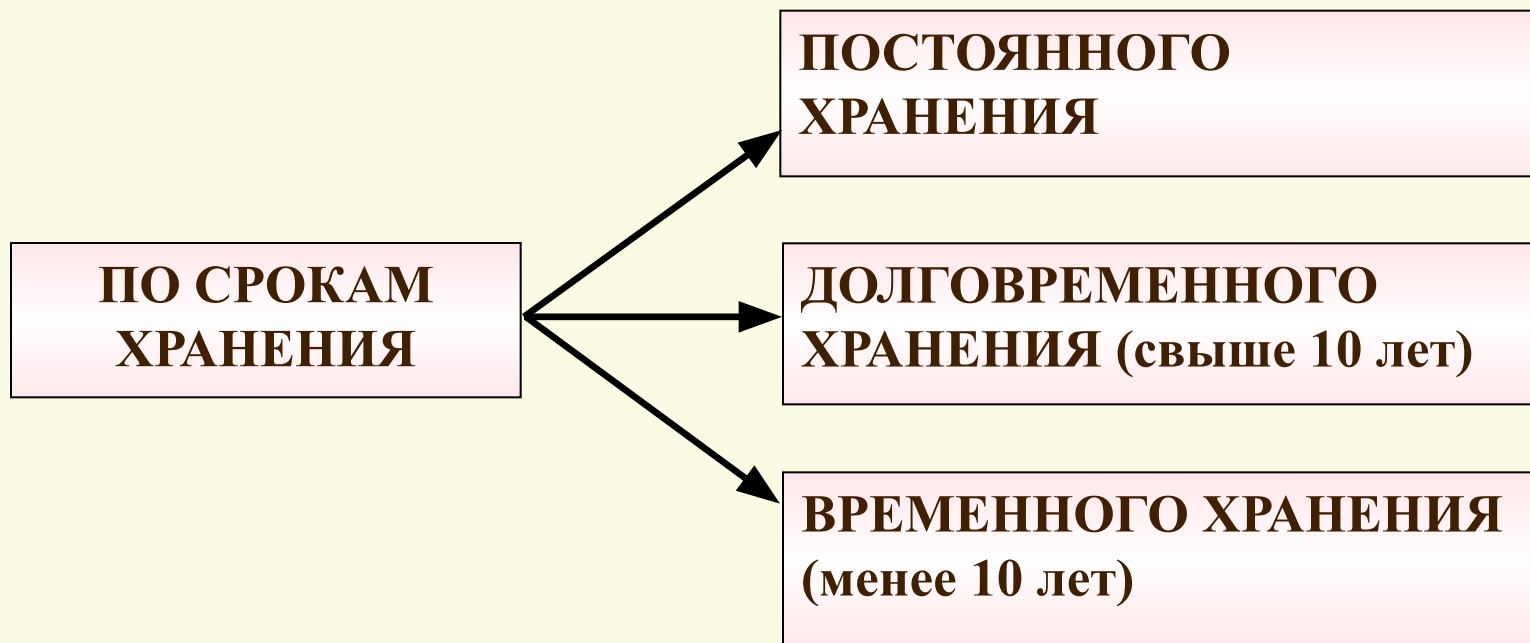 ПОСТОЯННОГО
ХРАНЕНИЯ
ПО СРОКАМ
ХРАНЕНИЯ
ДОЛГОВРЕМЕННОГО
ХРАНЕНИЯ (свыше 10 лет)
ВРЕМЕННОГО ХРАНЕНИЯ
(менее 10 лет)